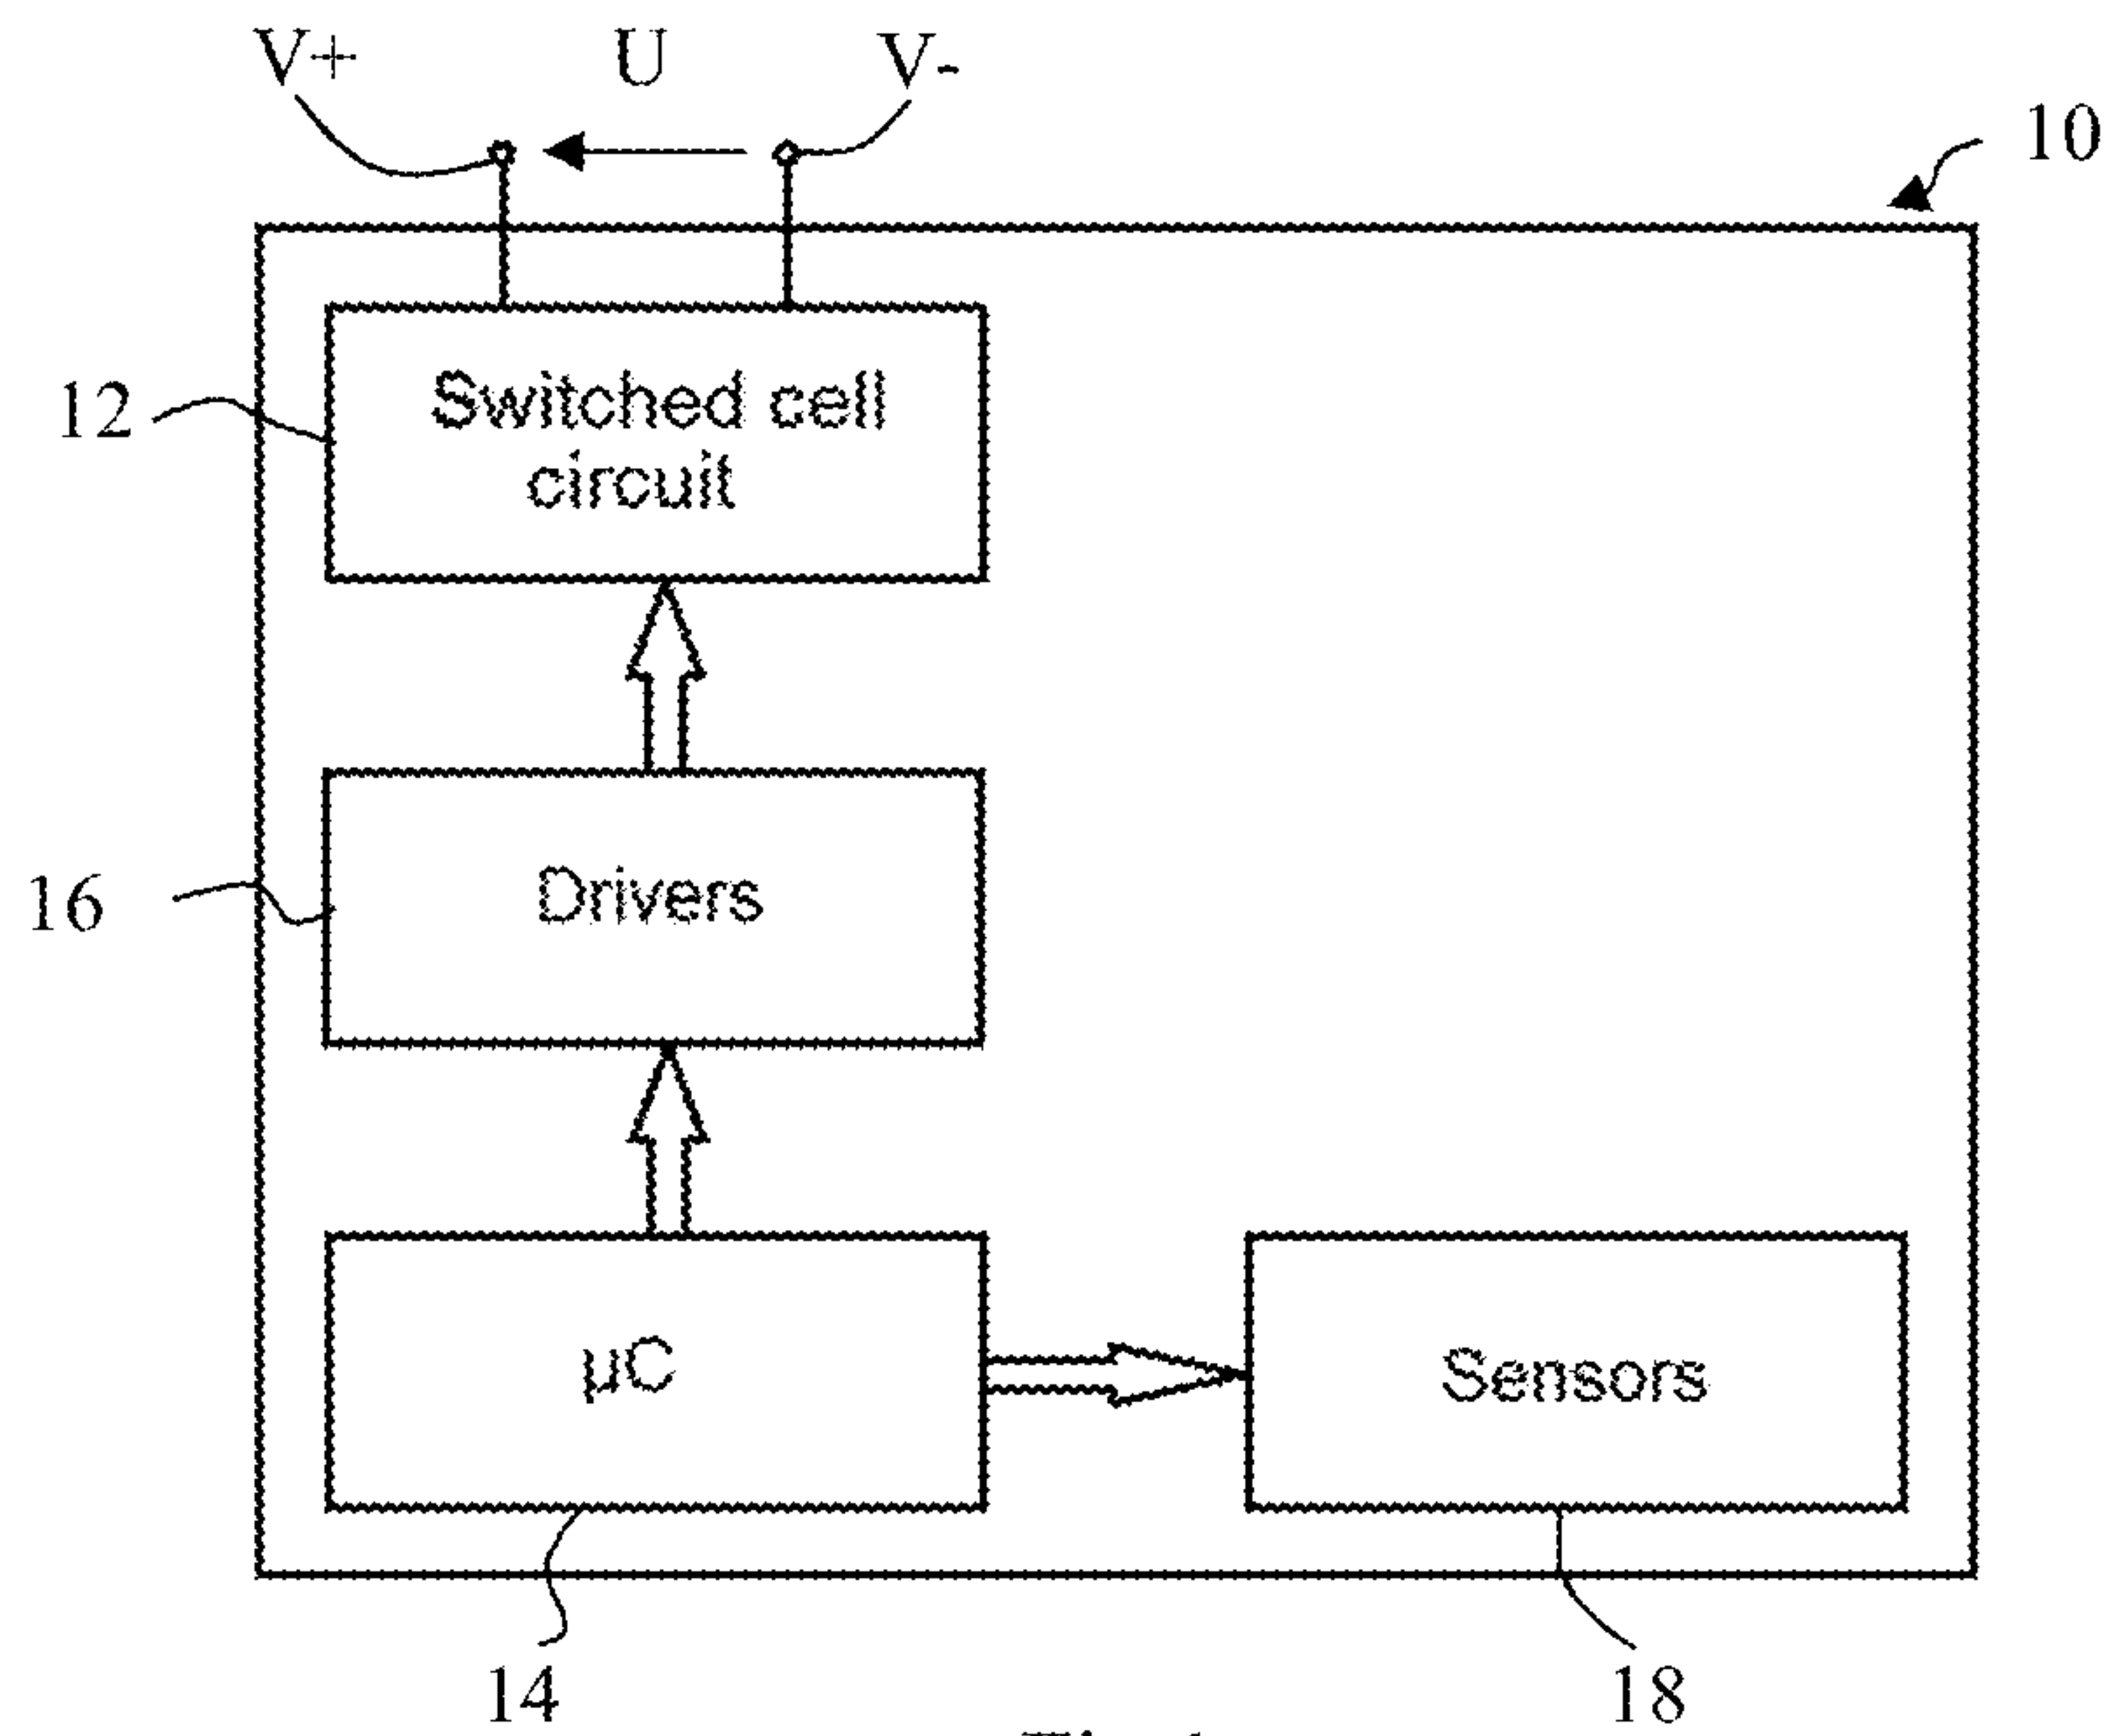 V+ U V-
10
Switched cell
circuit
12
Drivers
16
µC
Sensors
14
18